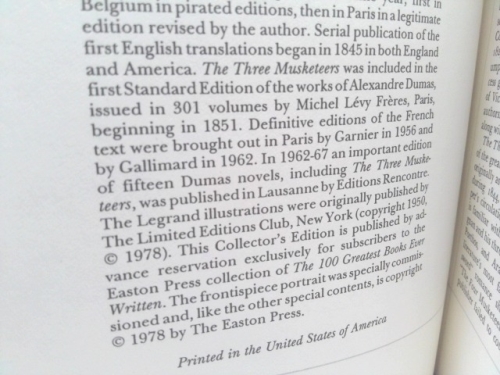 year, first in
Belgium in pirated editions, then in Paris in a legitimate
edition revised by the author. Serial publication of the
first English translations began in 1845 in both England
and America. The Three Musketeers was included in the
first Standard Edition of the works of Alexandre Dumas,
issued in 301 volumes by Michel Lévy Frères, Paris,
beginning in 1851. Definitive editions of the French
text were brought out in Paris by Garnier in 1956 and
by Gallimard in 1962. In 1962-67 an important edition
of fifteen Dumas novels, including The Three Muske-
teers, was published in Lausanne by Editions Rencontre.
The Legrand illustrations were originally published by
The Limited Editions Club, New York (copyright 1950,
© 1978). This Collector's Edition is published by ad-
vance reservation exclusively for subscribers to the
Easton Press collection of The 100 Greatest Books Ever
Written. The frontispiece portrait was specially commis-
sioned and, like the other special contents, is copyright
© 1978 by The Easton Press.
Printed in the United States of America